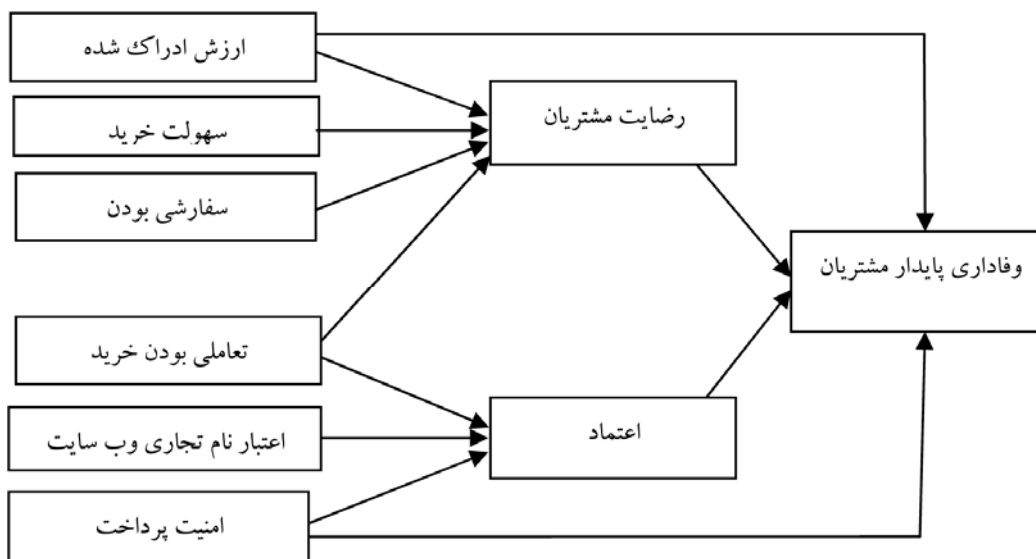 ارزش ادراک شده
سهولت خرید
سفارشی بودن
تعاملی بودن خرید
اعتبار نام تجاری وب سایت
امنیت پرداخت
رضایت مشتریان
اعتماد
وفاداری پایدار مشتریان